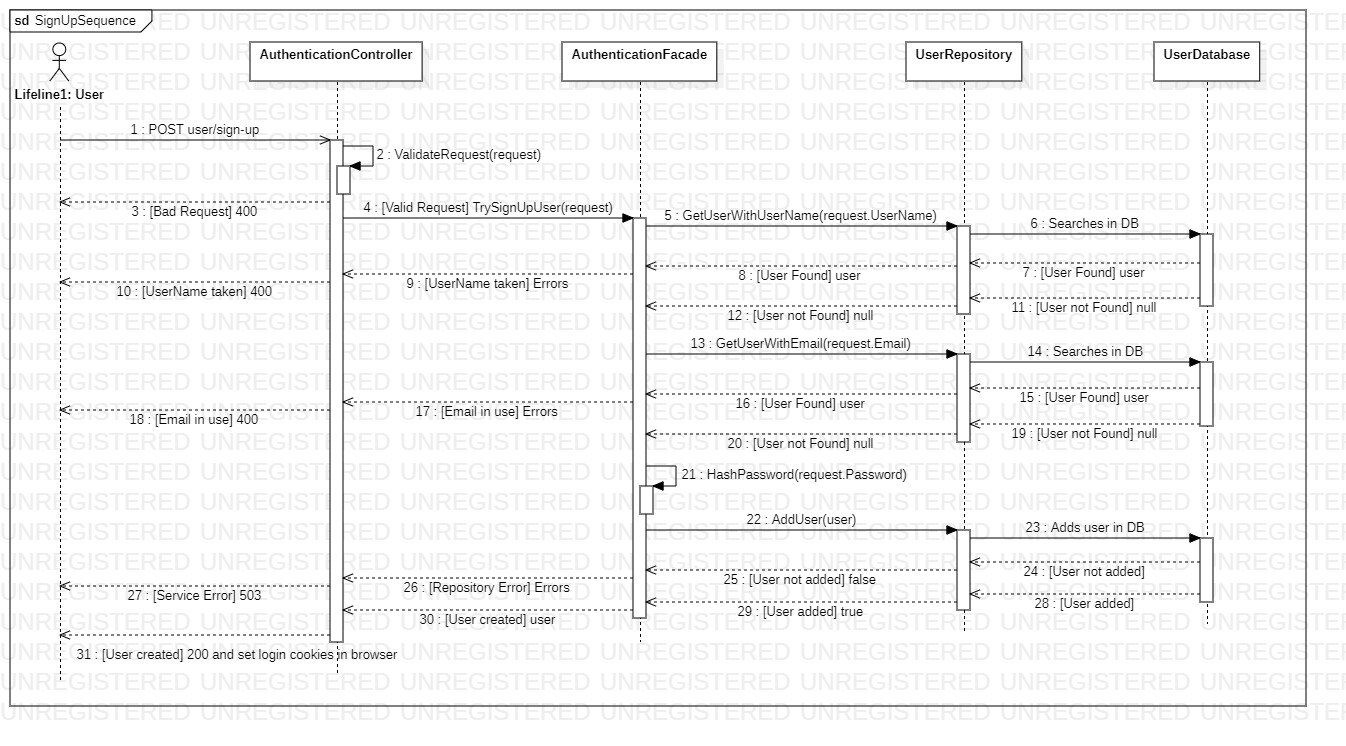 sd SignUpSequence
AuthenticationController
AuthenticationFacade
UserRepository
UserDatabase
Lifeline1: User
1 : POST user/sign-up
2 : ValidateRequest(request)
3 : [Bad Request] 400
4 : [Valid Request] TrySignUpUser(request)
5 : GetUserWithUserName(request.UserName)
6 : Searches in DB
7 : [User Found] user
8 : [User Found] user
9 : [UserName taken] Errors
10 : [UserName taken] 400
11 : [User not Found] null
12 : [User not Found] null
13 : GetUserWithEmail(request.Email)
14 : Searches in DB
15 : [User Found] user
16 : [User Found] user
17 : [Email in use] Errors
18 : [Email in use] 400
19 : [User not Found] null
20 : [User not Found] null
21 : HashPassword(request.Password)
22 : AddUser(user)
23 : Adds user in DB
24 : [User not added]
25 : [User not added] false
26 : [Repository Error] Errors
27 : [Service Error] 503
28 : [User added]
29 : [User added] true
30 : [User created] user
31 : [User created] 200 and set login cookies in browser
UNREGISTERED